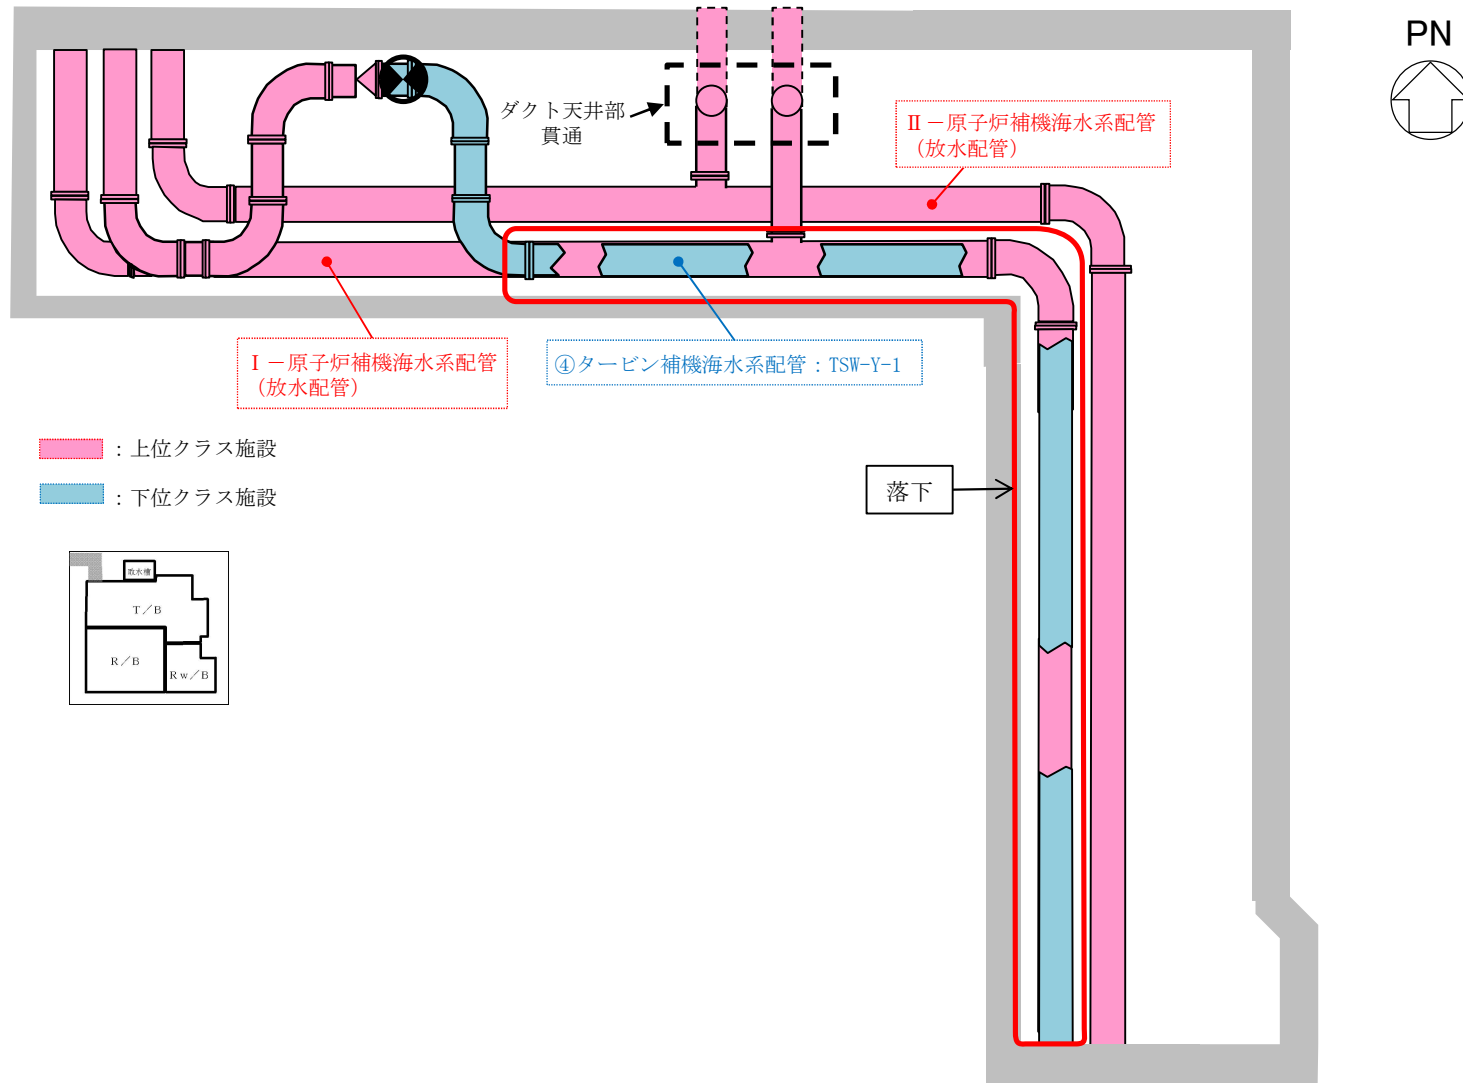 PN
ダクト天井部
貫通
Ⅱ－原子炉補機海水系配管
（放水配管）
Ⅰ－原子炉補機海水系配管
（放水配管）
④タービン補機海水系配管：TSW-Y-1
：上位クラス施設
：下位クラス施設
落下
放水槽
T／B
R／B
Rw／B